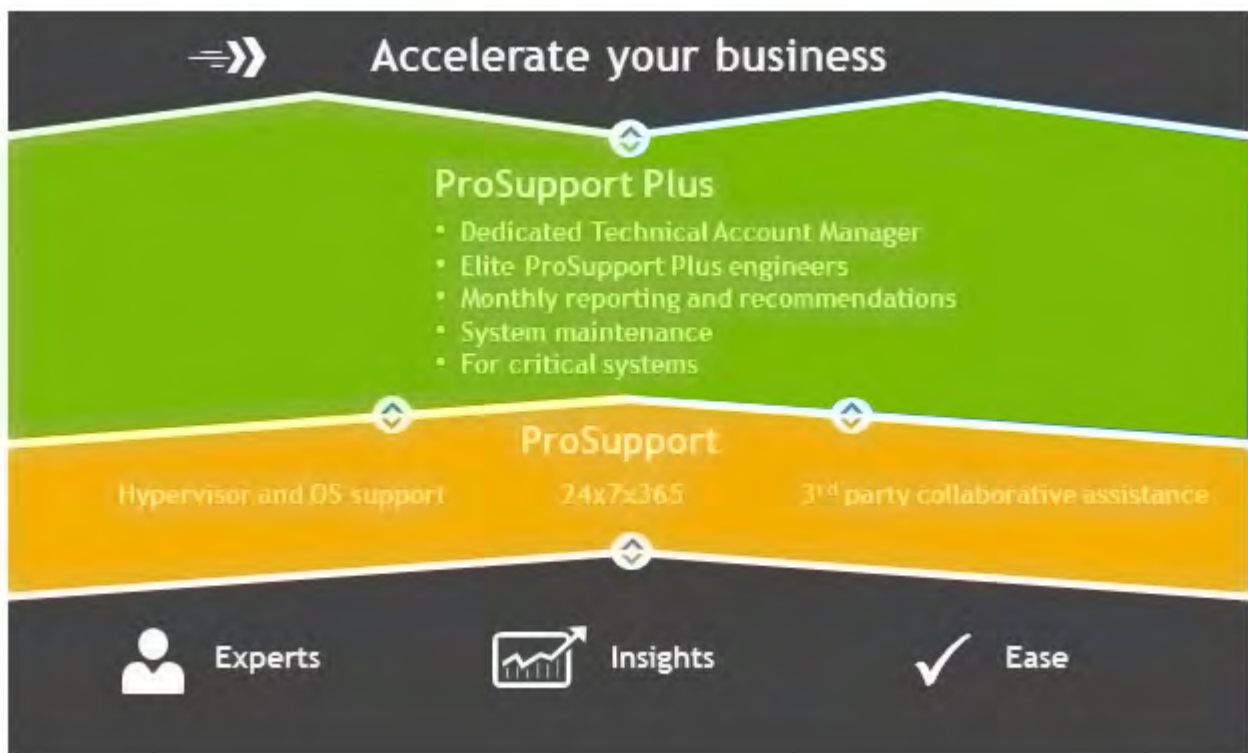 Accelerate your business
ProSupport Plus
• Dedicated Technical Account Manager
• Elite ProSupport Plus engineers
• Monthly reporting and recommendations
• System maintenance
• For critical systems
ProSupport
Hypervisor and OS support 24x7x365 3rd party collaborative assistance
Experts Insights Ease